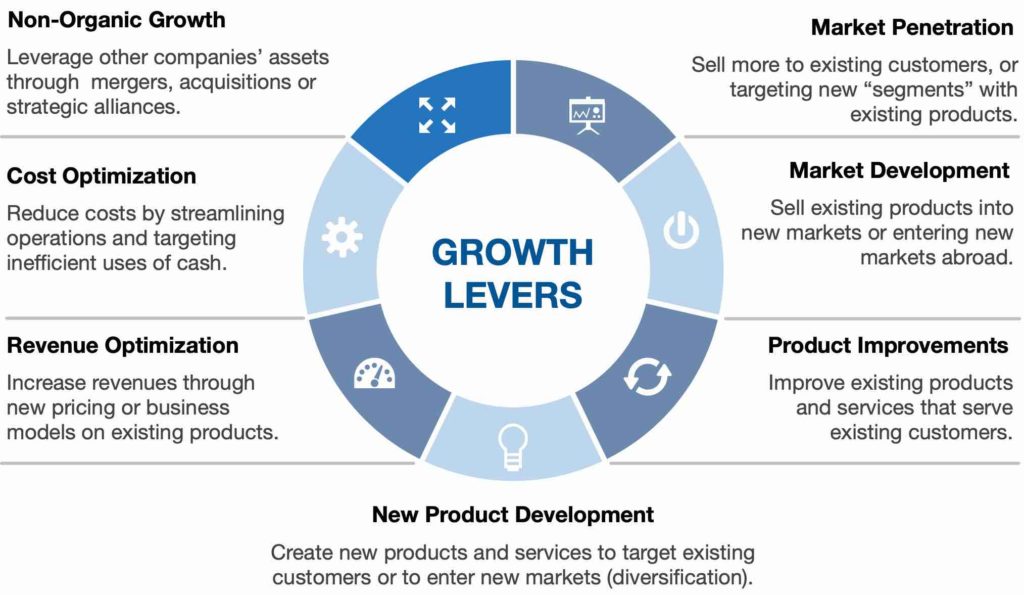 Non-Organic Growth
Leverage other companies’ assets
through mergers, acquisitions or
strategic alliances.
Market Penetration
Sell more to existing customers, or
targeting new “segments” with
existing products.
Cost Optimization
Reduce costs by streamlining
operations and targeting
inefficient uses of cash.
Market Development
Sell existing products into
new markets or entering new
markets abroad.
GROWTH
LEVERS
Revenue Optimization
Increase revenues through
new pricing or business
models on existing products.
Product Improvements
Improve existing products
and services that serve
existing customers.
New Product Development
Create new products and services to target existing
customers or to enter new markets (diversification).